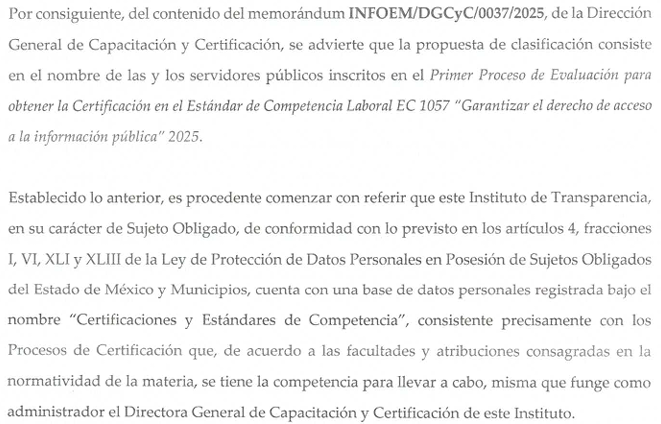 Por consiguiente, del contenido del memorándum INFOEM/DGCyC/0037/2025, de la Dirección
General de Capacitación y Certificación, se advierte que la propuesta de clasificación consiste
en el nombre de las y los servidores públicos inscritos en el Primer Proceso de Evaluación para
obtener la Certificación en el Estándar de Competencia Laboral EC 1057 “Garantizar el derecho de acceso
a la información pública” 2025.
Establecido lo anterior, es procedente comenzar con referir que este Instituto de Transparencia,
en su carácter de Sujeto Obligado, de conformidad con lo previsto en los artículos 4, fracciones
I, VI, XLI y XLIII de la Ley de Protección de Datos Personales en Posesión de Sujetos Obligados
del Estado de México y Municipios, cuenta con una base de datos personales registrada bajo el
nombre “Certificaciones y Estándares de Competencia”, consistente precisamente con los
Procesos de Certificación que, de acuerdo a las facultades y atribuciones consagradas en la
normatividad de la materia, se tiene la competencia para llevar a cabo, misma que funge como
administrador el Directora General de Capacitación y Certificación de este Instituto.